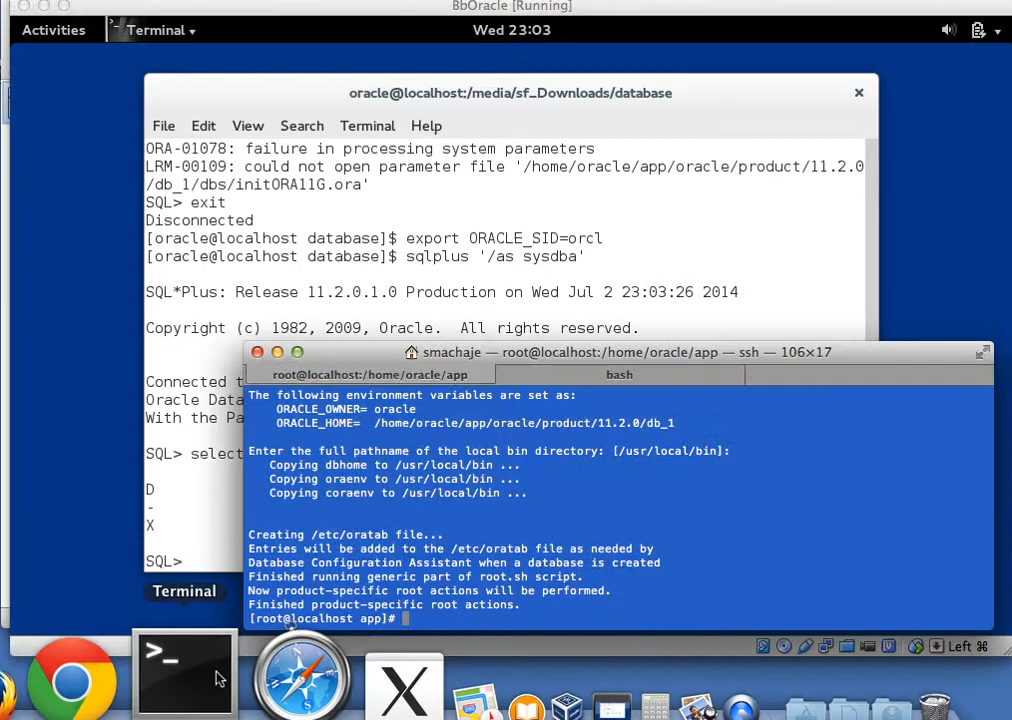 BbOracle [Running]
Activities
Terminal
Wed 23:03
oracle@localhost:/media/sf_Downloads/database
File Edit View Search Terminal Help
ORA-01078: failure in processing system parameters
LRM-00109: could not open parameter file '/home/oracle/app/oracle/product/11.2.0
/db_1/dbs/initORA11G.ora'
SQL> exit
Disconnected
[oracle@localhost database]$ export ORACLE_SID=orcl
[oracle@localhost database]$ sqlplus '/as sysdba'
SQL*Plus: Release 11.2.0.1.0 Production on Wed Jul 2 23:03:26 2014
Copyright (c) 1982, 2009, Oracle.  All rights reserved.
Connected t
Oracle Data
With the Pa
SQL> select
D
-
X
SQL>
smachaje — root@localhost:/home/oracle/app — ssh — 106×17
root@localhost:/home/oracle/app
bash
The following environment variables are set as:
ORACLE_OWNER= oracle
ORACLE_HOME=  /home/oracle/app/oracle/product/11.2.0/db_1
Enter the full pathname of the local bin directory: [/usr/local/bin]:
Copying dbhome to /usr/local/bin ...
Copying oraenv to /usr/local/bin ...
Copying coraenv to /usr/local/bin ...
Creating /etc/oratab file...
Entries will be added to the /etc/oratab file as needed by
Database Configuration Assistant when a database is created
Finished running generic part of root.sh script.
Now product-specific root actions will be performed.
Finished product-specific root actions.
[root@localhost app]#
Terminal
Left ⌘
>_
X